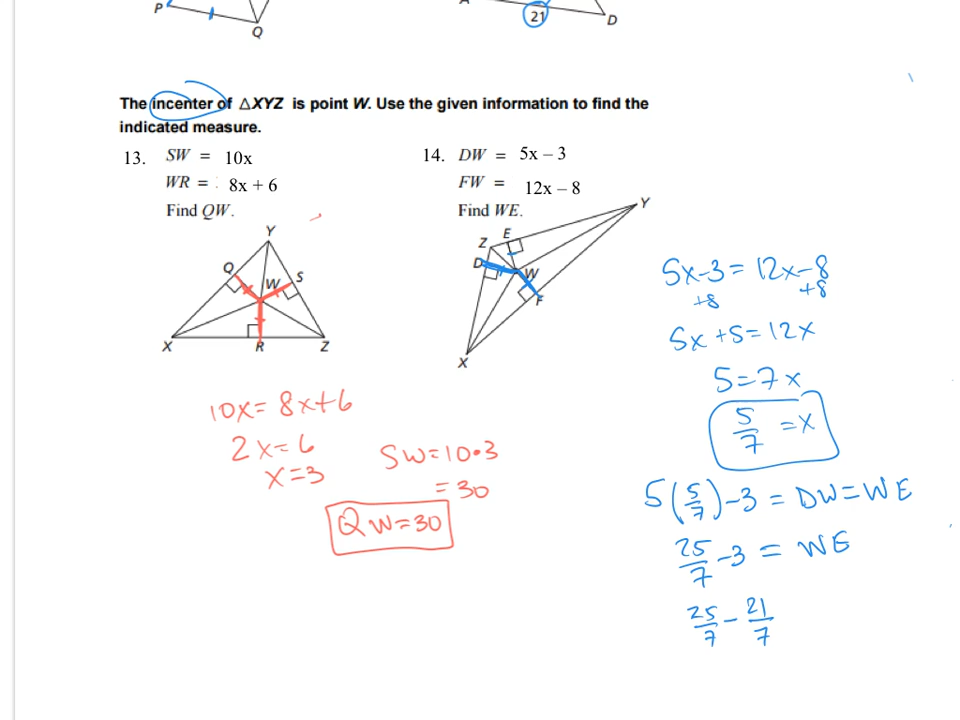 P
Q
21
D
The incenter of △XYZ is point W. Use the given information to find the
indicated measure.
13. SW = 10x
WR = 8x + 6
Find QW.
Y
Q
S
W
X
R
Z
10x = 8x+6
2x=6
x=3
SW=10•3
= 30
QW=30
14. DW = 5x – 3
FW = 12x – 8
Find WE.
Y
E
Z
D
W
F
X
5x-3 = 12x-8
+8 +8
5x+5=12x
5=7x
5/7 =x
5(5/7)-3 = DW=WE
25/7 -3 = WE
25/7 - 21/7